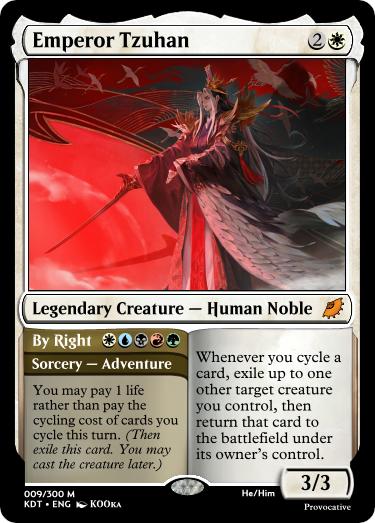 Emperor Tzuhan 2
Legendary Creature — Human Noble
By Right
Sorcery — Adventure
You may pay 1 life
rather than pay the
cycling cost of cards you
cycle this turn. (Then
exile this card. You may
cast the creature later.)
Whenever you cycle a
card, exile up to one
other target creature
you control, then
return that card to
the battlefield under
its owner's control.
3/3
009/300 M
KDT • ENG KOOka
He/Him
Provocative